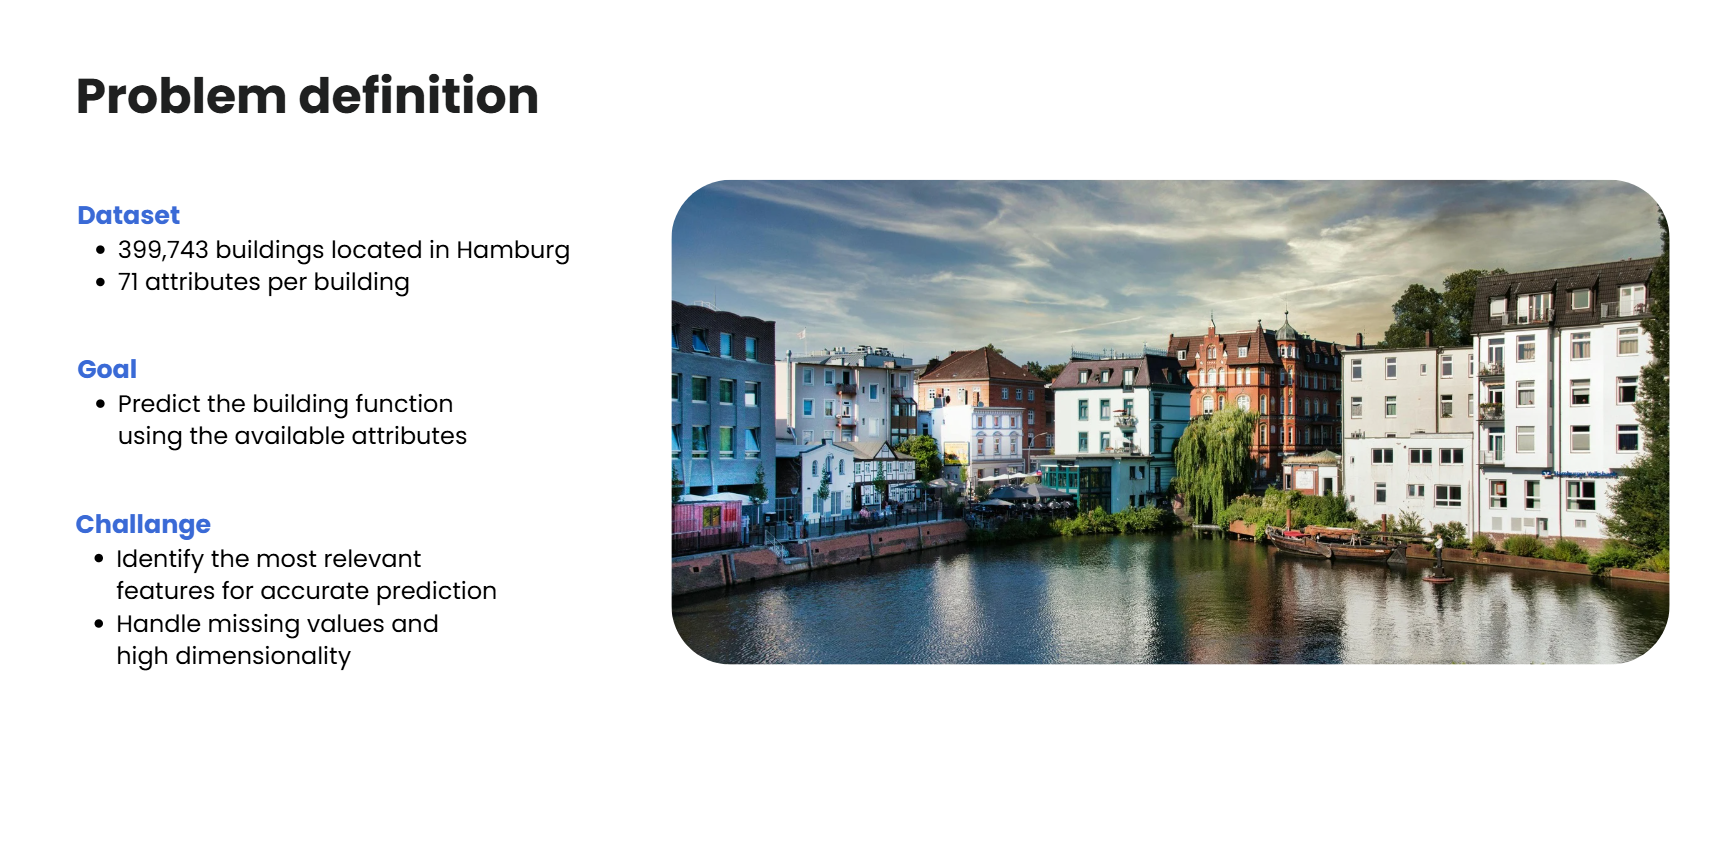 Problem definition
Dataset
• 399,743 buildings located in Hamburg
• 71 attributes per building
Goal
• Predict the building function
using the available attributes
Challange
• Identify the most relevant
features for accurate prediction
• Handle missing values and
high dimensionality